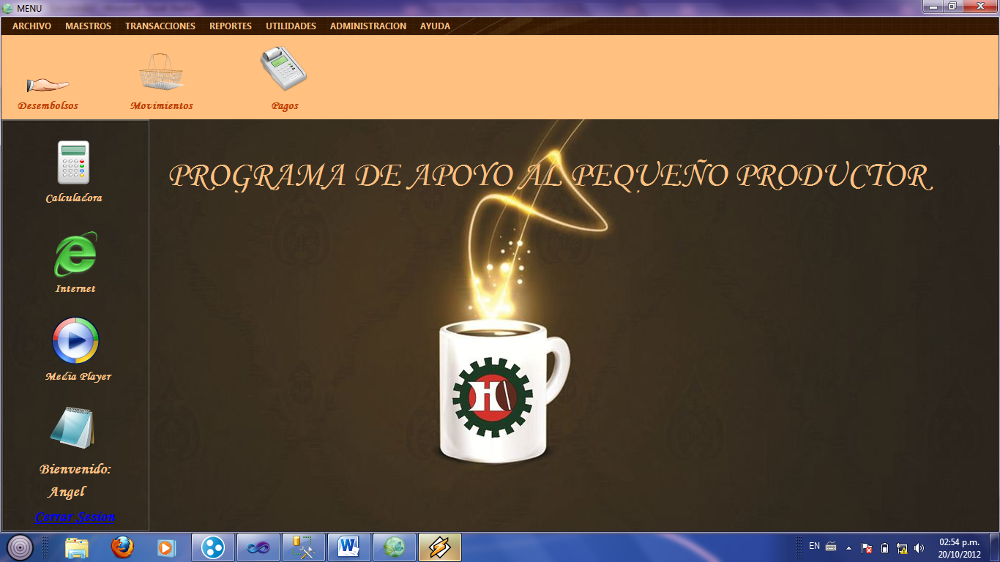 MENU
ARCHIVO MAESTROS TRANSACCIONES REPORTES UTILIDADES ADMINISTRACION AYUDA
Desembolsos Movimientos Pagos
PROGRAMA DE APOYO AL PEQUEÑO PRODUCTOR
Calculadora
Internet
Media Player
H
Bienvenido:
Angel
Cerrar Sesion
EN
02:54 p.m.
20/10/2012